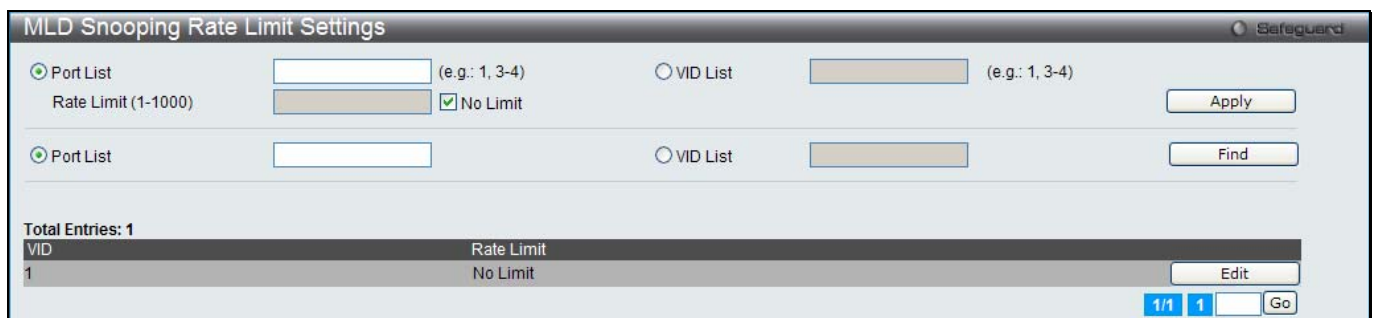 MLD Snooping Rate Limit Settings Safeguard
Port List (e.g.: 1, 3-4) VID List (e.g.: 1, 3-4)
Rate Limit (1-1000) No Limit Apply
Port List VID List Find
Total Entries: 1
VID Rate Limit
1 No Limit Edit
1/1 1 Go